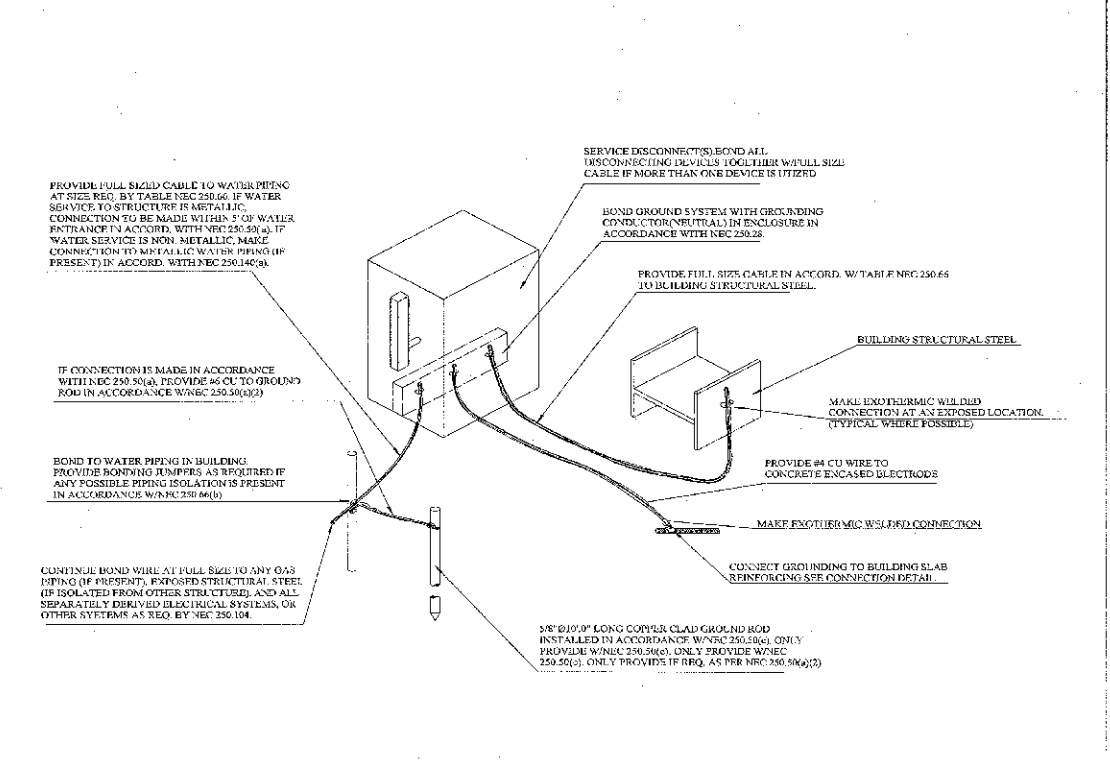 SERVICE DISCONNECT(S).BOND ALL
DISCONNECTING DEVICES TOGETHER W/FULL SIZE
CABLE IF MORE THAN ONE DEVICE IS UTIZED
PROVIDE FULL SIZED CABLE TO WATER PIPING
AT SIZE REQ. BY TABLE NEC 250.66. IF WATER
SERVICE TO STRUCTURE IS METALLIC,
CONNECTION TO BE MADE WITHIN 5' OF WATER
ENTRANCE IN ACCORD. WITH NEC 250.50(a). IF
WATER SERVICE IS NON. METALLIC, MAKE
CONNECTION TO METALLIC WATER PIPING (IF
PRESENT) IN ACCORD. WITH NEC 250.140(a).
BOND GROUND SYSTEM WITH GROUNDING
CONDUCTOR(NEUTRAL) IN ENCLOSURE IN
ACCORDANCE WITH NEC 250.28.
PROVIDE FULL SIZE CABLE IN ACCORD. W/ TABLE NEC 250.66
TO BUILDING STRUCTURAL STEEL.
BUILDING STRUCTURAL STEEL
IF CONNECTION IS MADE IN ACCORDANCE
WITH NEC 250.50(a), PROVIDE #6 CU TO GROUND
ROD IN ACCORDANCE W/NEC 250.50(a)(2)
MAKE EXOTHERMIC WELDED
CONNECTION AT AN EXPOSED LOCATION.
(TYPICAL WHERE POSSIBLE)
BOND TO WATER PIPING IN BUILDING.
PROVIDE BONDING JUMPERS AS REQUIRED IF
ANY POSSIBLE PIPING ISOLATION IS PRESENT
IN ACCORDANCE W/NEC 250 66(b)
PROVIDE #4 CU WIRE TO
CONCRETE ENCASED ELECTRODE
MAKE EXOTHERMIC WELDED CONNECTION
CONNECT GROUNDING TO BUILDING SLAB
REINFORCING SEE CONNECTION DETAIL
CONTINUE BOND WIRE AT FULL SIZE TO ANY GAS
PIPING (IF PRESENT), EXPOSED STRUCTURAL STEEL
(IF ISOLATED FROM OTHER STRUCTURE). AND ALL
SEPARATELY DERIVED ELECTRICAL SYSTEMS, OR
OTHER SYETEMS AS REQ. BY NEC 250.104.
5/8"Ø10'.0" LONG COPPER CLAD GROUND ROD
INSTALLED IN ACCORDANCE W/NEC 250.50(c). ONLY
PROVIDE W/NEC 250.50(c). ONLY PROVIDE W/NEC
250.50(c). ONLY PROVIDE IF REQ. AS PER NEC 250.50(a)(2)